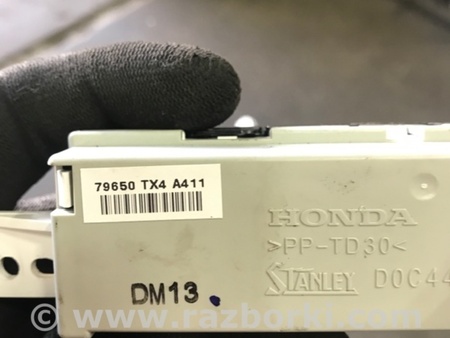 79650 TX4 A411
HONDA
>PP-TD30<
STANLEY D0C44
DM13.
© www.razborki.com